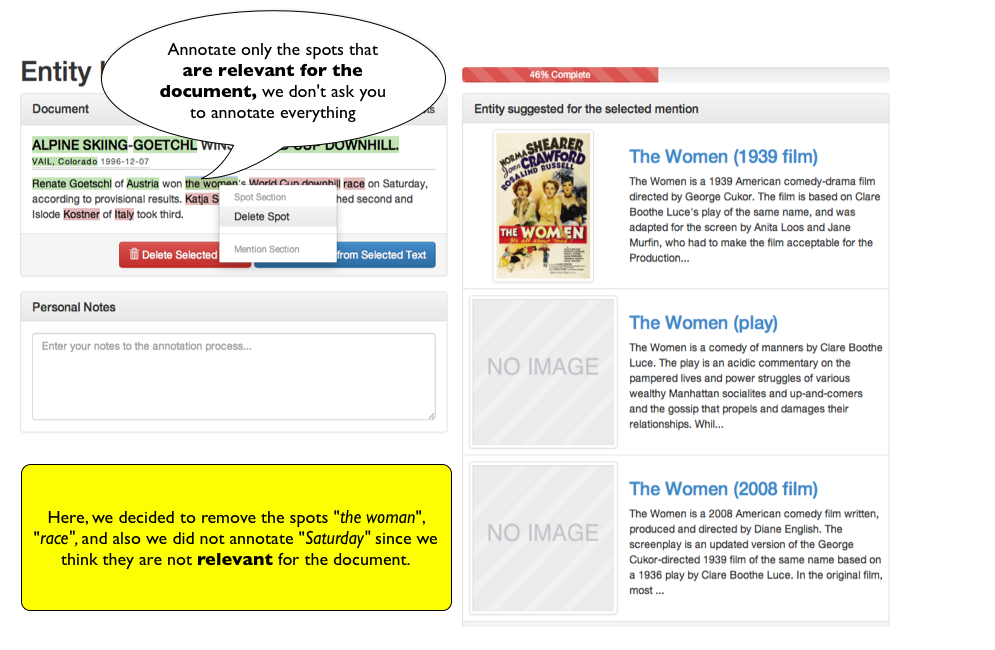 Annotate only the spots that
are relevant for the
document, we don't ask you
to annotate everything
Entity
Document
ALPINE SKIING-GOETCHL WINS CUP DOWNHILL.
VAIL, Colorado 1996-12-07
Renate Goetschl of Austria won the women's World Cup downhill race on Saturday,
according to provisional results. Katja S hed second and
Islode Kostner of Italy took third.
Spot Section
Delete Spot
Mention Section
Delete Selected
from Selected Text
Personal Notes
Enter your notes to the annotation process...
Here, we decided to remove the spots "the woman",
"race", and also we did not annotate "Saturday" since we
think they are not relevant for the document.
46% Complete
Entity suggested for the selected mention
NORMA SHEARER
JOAN CRAWFORD
ROSALIND RUSSELL
THE WOMEN
The Women (1939 film)
The Women is a 1939 American comedy-drama film
directed by George Cukor. The film is based on Clare
Boothe Luce's play of the same name, and was
adapted for the screen by Anita Loos and Jane
Murfin, who had to make the film acceptable for the
Production...
NO IMAGE
The Women (play)
The Women is a comedy of manners by Clare Boothe
Luce. The play is an acidic commentary on the
pampered lives and power struggles of various
wealthy Manhattan socialites and up-and-comers
and the gossip that propels and damages their
relationships. Whil...
NO IMAGE
The Women (2008 film)
The Women is a 2008 American comedy film written,
produced and directed by Diane English. The
screenplay is an updated version of the George
Cukor-directed 1939 film of the same name based on
a 1936 play by Clare Boothe Luce. In the original film,
most ...